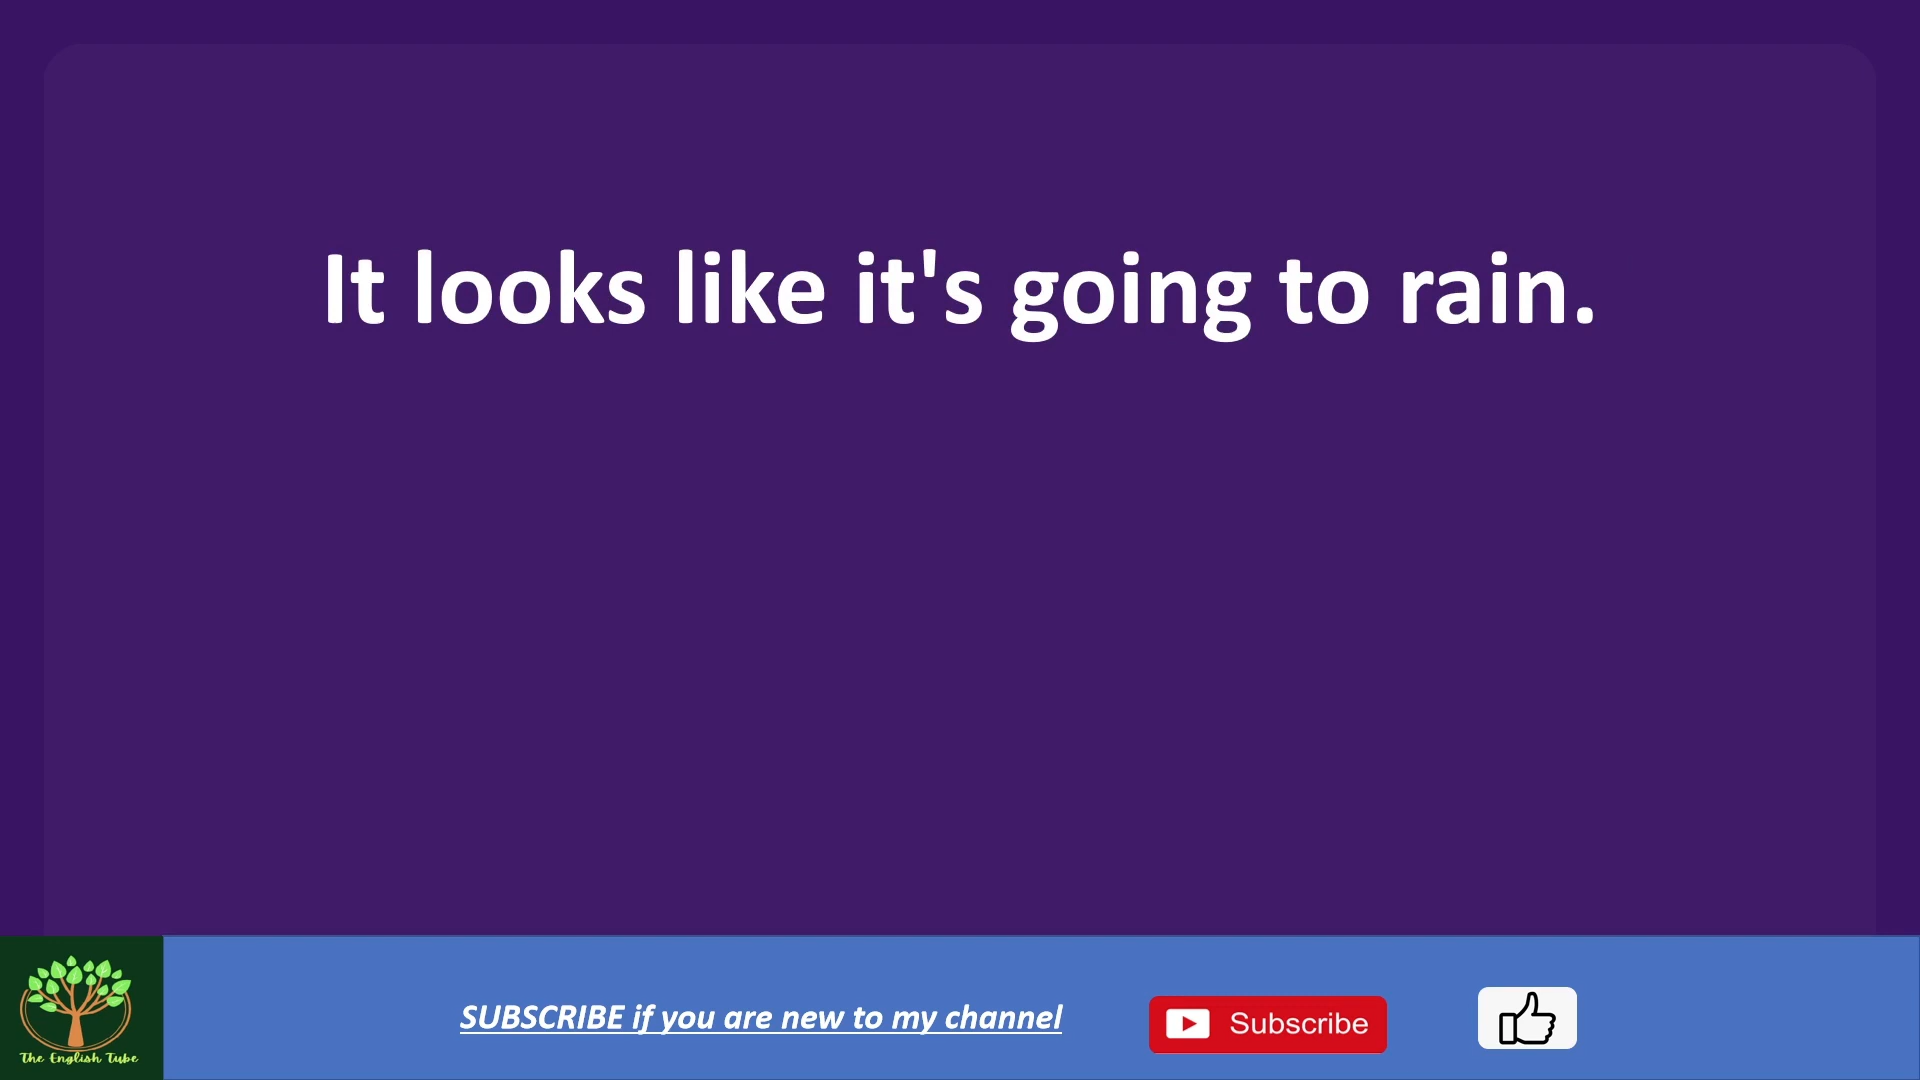 It looks like it's going to rain.
SUBSCRIBE if you are new to my channel
Subscribe
The English Tube